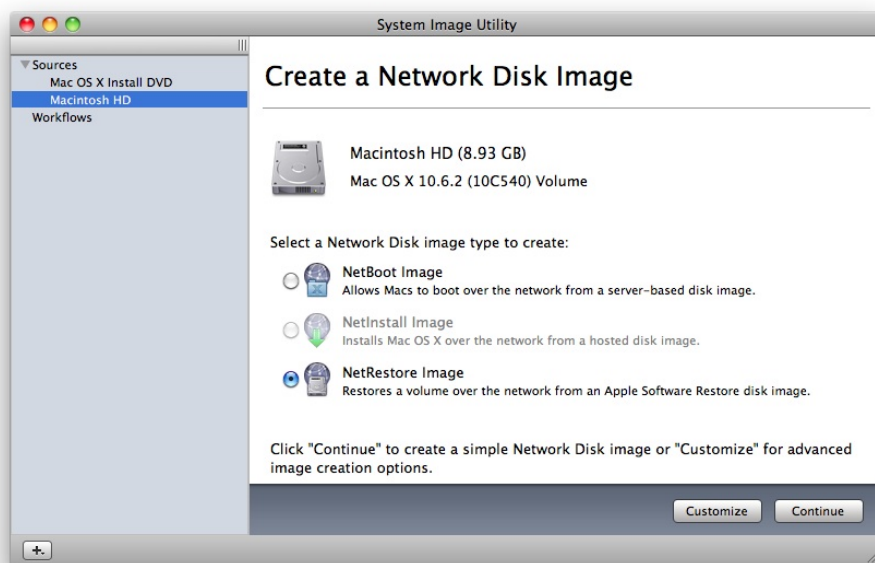 System Image Utility
Sources
Mac OS X Install DVD
Macintosh HD
Workflows
Create a Network Disk Image
Macintosh HD (8.93 GB)
Mac OS X 10.6.2 (10C540) Volume
Select a Network Disk image type to create:
NetBoot Image
Allows Macs to boot over the network from a server-based disk image.
NetInstall Image
Installs Mac OS X over the network from a hosted disk image.
NetRestore Image
Restores a volume over the network from an Apple Software Restore disk image.
Click "Continue" to create a simple Network Disk image or "Customize" for advanced
image creation options.
Customize
Continue